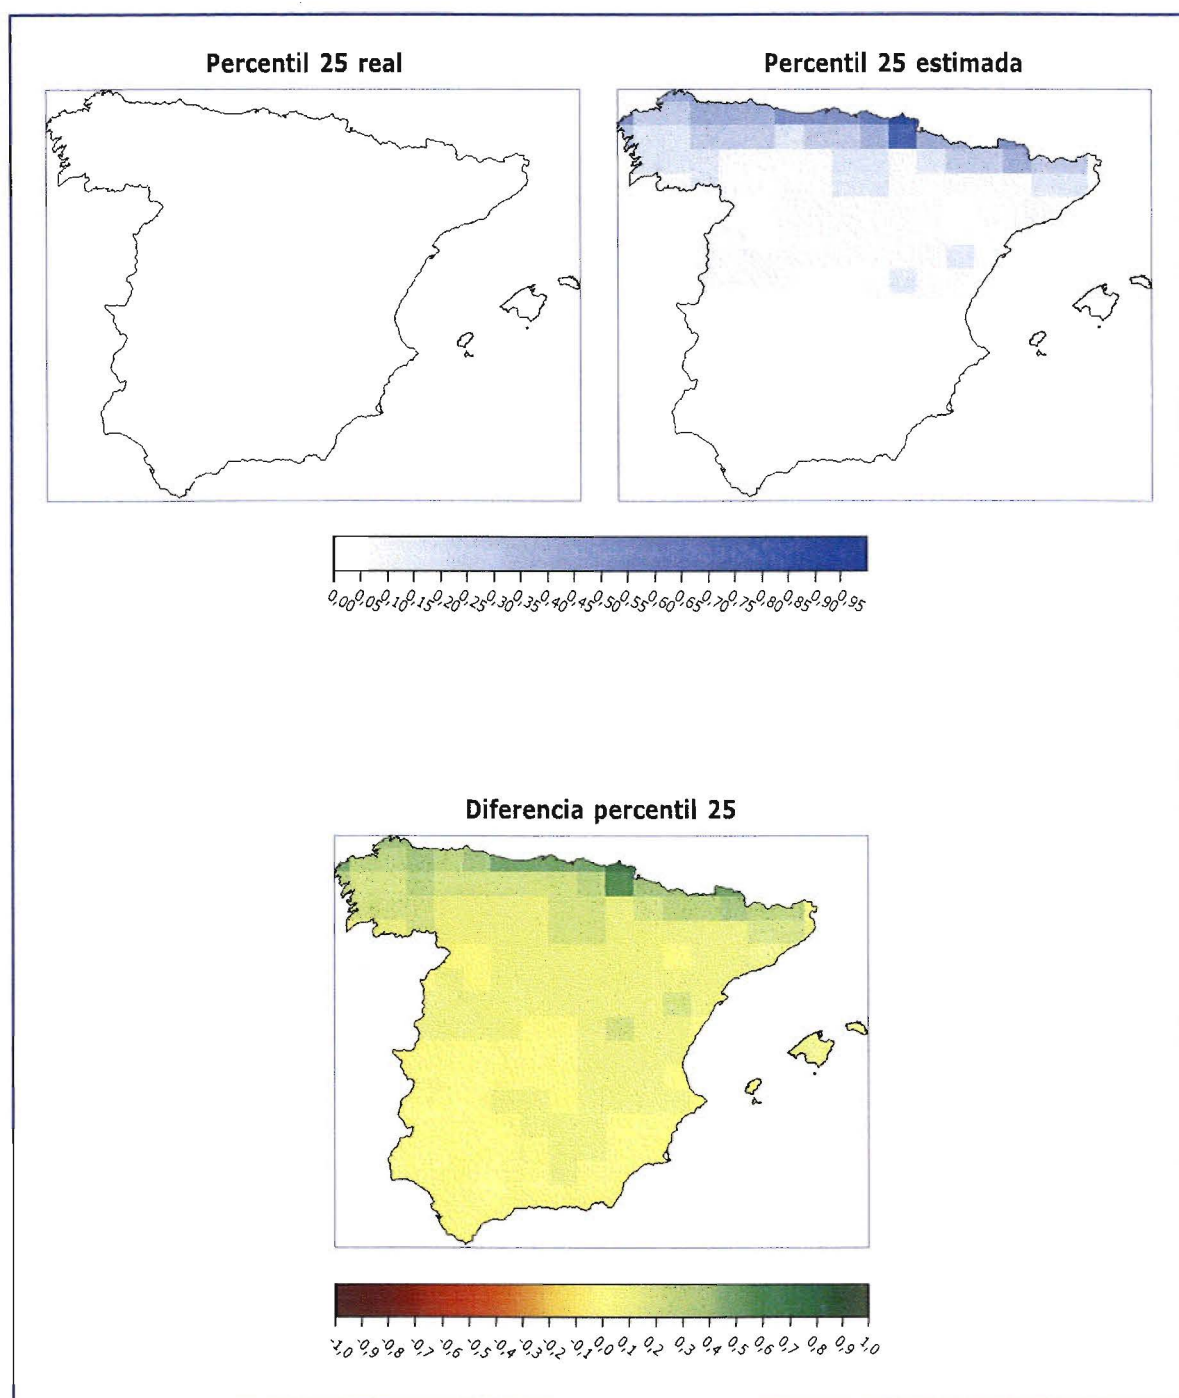 Percentil 25 real
Percentil 25 estimada
0,00 0,05 0,10 0,15 0,20 0,25 0,30 0,35 0,40 0,45 0,50 0,55 0,60 0,65 0,70 0,75 0,80 0,85 0,90 0,95
Diferencia percentil 25
-1,0 -0,9 -0,8 -0,7 -0,6 -0,5 -0,4 -0,3 -0,2 -0,1 0,0 0,1 0,2 0,3 0,4 0,5 0,6 0,7 0,8 0,9 1,0